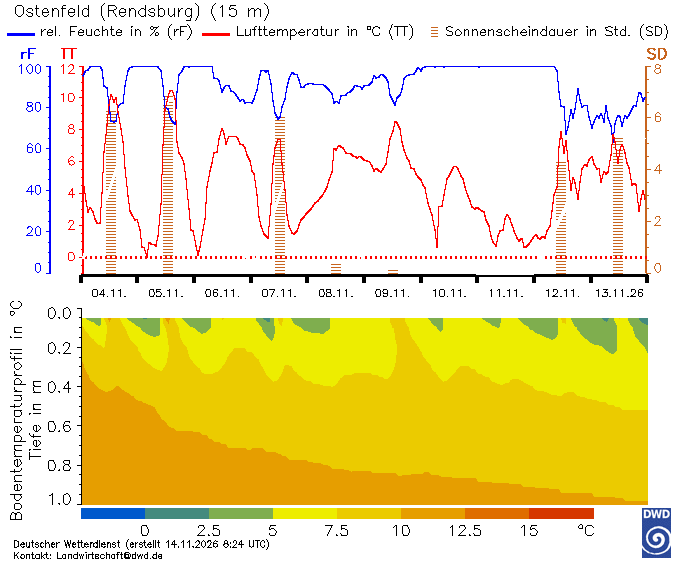 Ostenfeld (Rendsburg) (15 m)
rel. Feuchte in % (rF) Lufttemperatur in °C (TT) Sonnenscheindauer in Std. (SD)
rF TT SD
100 12 8
10
80 6
8
60 6
4
40 4
2
20 2
0 0 0
04.11. 05.11. 06.11. 07.11. 08.11. 09.11. 10.11. 11.11. 12.11. 13.11.26
Bodentemperaturprofil in °C
Tiefe in m
0.0
0.2
0.4
0.6
0.8
1.0
0 2.5 5 7.5 10 12.5 15 °C
DWD
Deutscher Wetterdienst (erstellt 14.11.2026 8:24 UTC)
Kontakt: Landwirtschaft@dwd.de